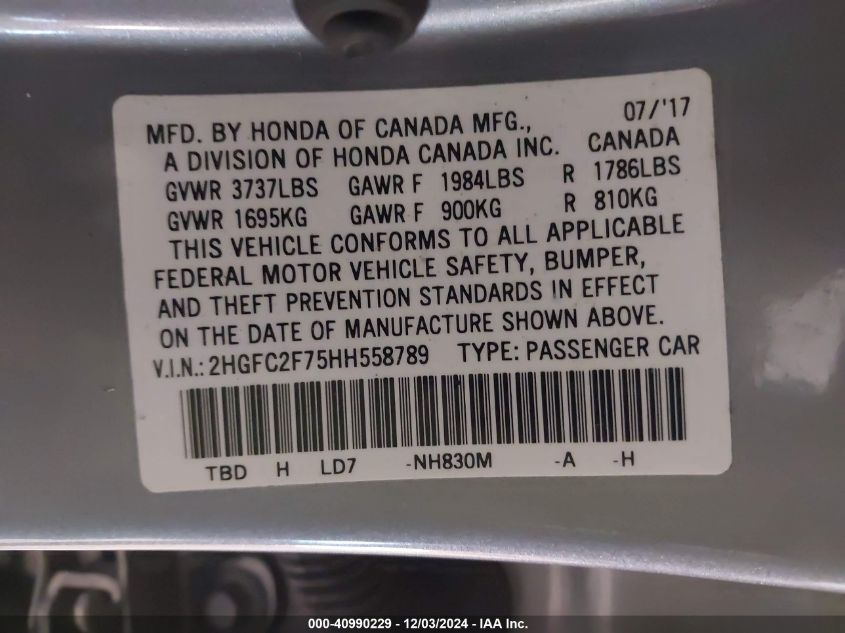 07/'17
MFD. BY HONDA OF CANADA MFG.,
A DIVISION OF HONDA CANADA INC. CANADA
GVWR 3737LBS GAWR F 1984LBS R 1786LBS
GVWR 1695KG GAWR F 900KG R 810KG
THIS VEHICLE CONFORMS TO ALL APPLICABLE
FEDERAL MOTOR VEHICLE SAFETY, BUMPER,
AND THEFT PREVENTION STANDARDS IN EFFECT
ON THE DATE OF MANUFACTURE SHOWN ABOVE.
V.I.N.: 2HGFC2F75HH558789 TYPE: PASSENGER CAR
TBD H LD7 -NH830M -A -H
000-40990229 - 12/03/2024 - IAA Inc.